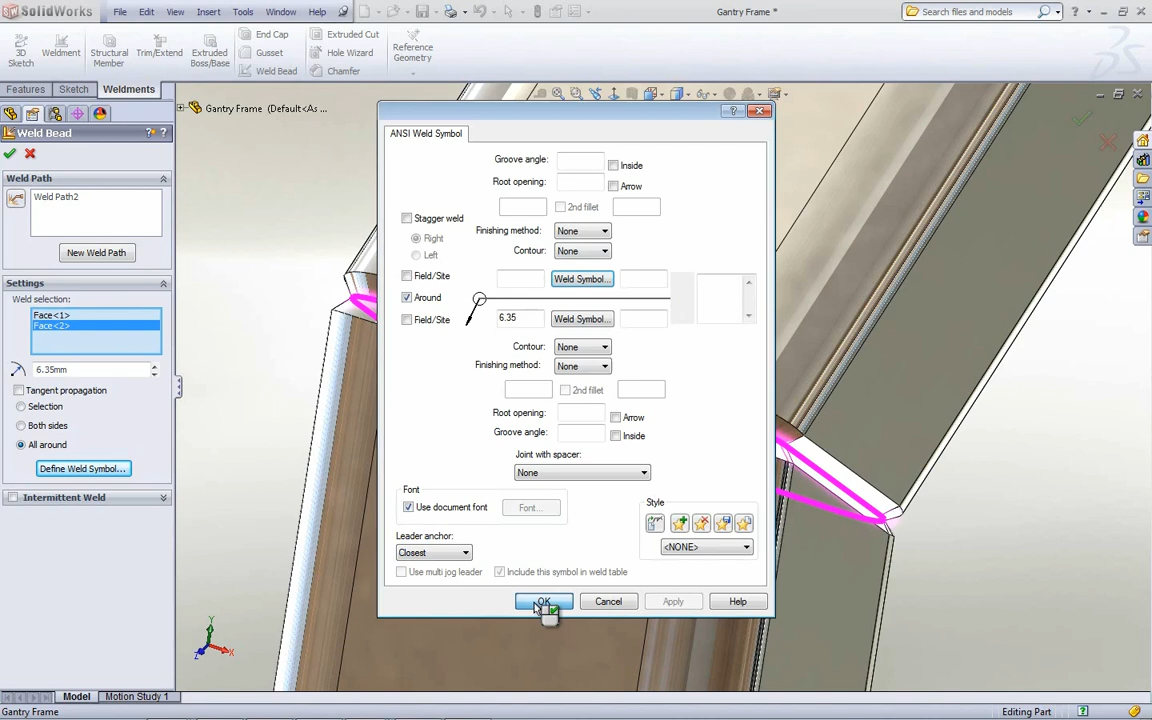 SolidWorks File Edit View Insert Tools Window Help Gantry Frame * Search files and models
3D Sketch
Weldment
Structural Member
Trim/Extend
Extruded Boss/Base
End Cap
Gusset
Weld Bead
Extruded Cut
Hole Wizard
Chamfer
Reference Geometry
Features Sketch Weldments
Gantry Frame (Default<As ...
Weld Bead
Weld Path
Weld Path2
New Weld Path
Settings
Weld selection:
Face<1>
Face<2>
6.35mm
Tangent propagation
Selection
Both sides
All around
Define Weld Symbol...
Intermittent Weld
ANSI Weld Symbol
Groove angle: Inside
Root opening: Arrow
2nd fillet
Stagger weld
Right
Left
Finishing method: None
Contour: None
Field/Site Weld Symbol...
Around
Field/Site 6.35 Weld Symbol...
Contour: None
Finishing method: None
2nd fillet
Root opening: Arrow
Groove angle: Inside
Joint with spacer:
None
Font
Use document font Font...
Style
<NONE>
Leader anchor:
Closest
Use multi jog leader Include this symbol in weld table
OK Cancel Apply Help
Y
X
Z
Model Motion Study 1
Gantry Frame Editing Part